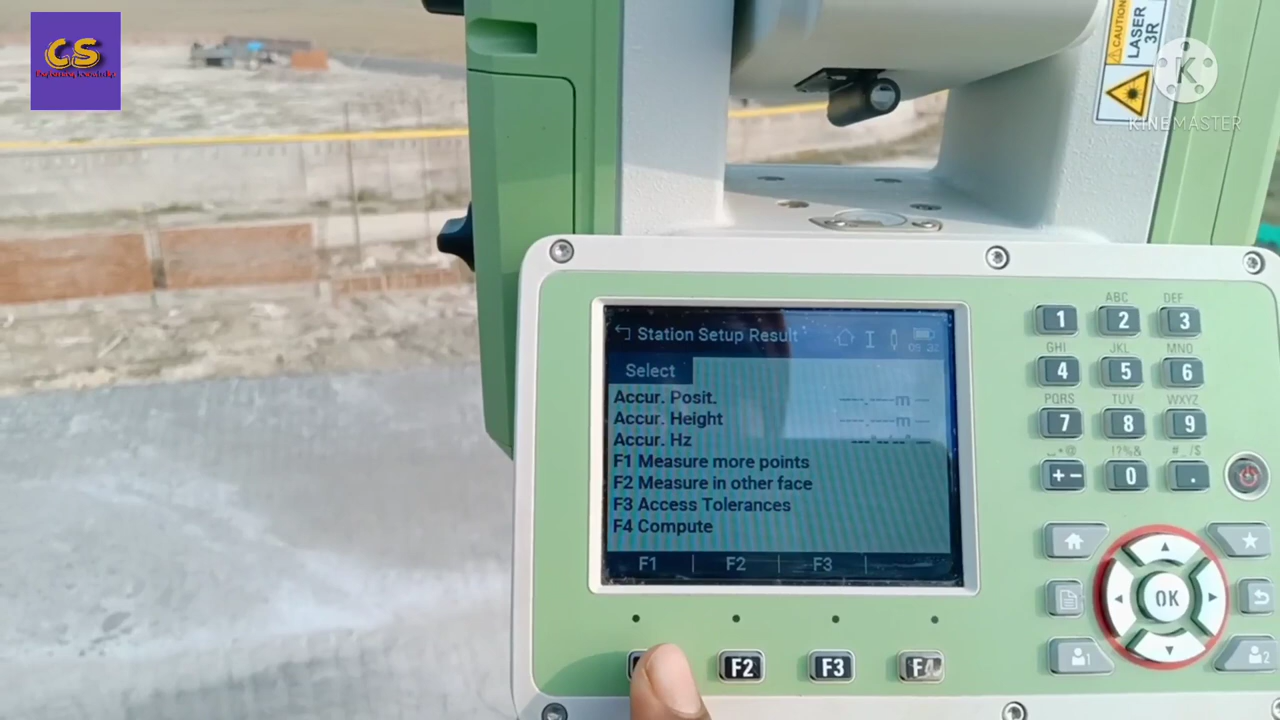 CS
CAUTION
LASER
3R
K
KINEMASTER
Station Setup Result
Select
Accur. Posit. m
Accur. Height m
Accur. Hz
F1 Measure more points
F2 Measure in other face
F3 Access Tolerances
F4 Compute
F1 F2 F3
ABC DEF
1 2 3
GHI JKL MNO
4 5 6
PQRS TUV WXYZ
7 8 9
!?%& #_/$
+- 0 .
OK
1 2
F2 F3 F4